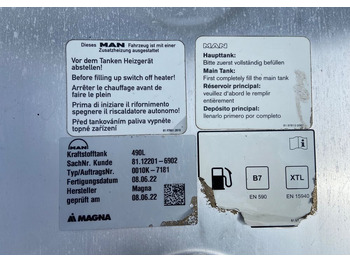 Dieses MAN Fahrzeug ist mit einer
Zusatzheizung ausgestattet!
Vor dem Tanken Heizgerät
abstellen!
Before filling up switch off heater!
Arrêter le chauffage avant de
faire le plein
Prima di iniziare il rifornimento
spegnere il riscaldatore autonomo!
Před tankováním paliva vypněte
topné zařízení
MAN
Haupttank:
Bitte zuerst vollständig befüllen
Main Tank:
First completely fill the main tank
Réservoir principal:
veuillez d'abord le remplir
entièrement
Depósito principal:
llenarlo primero por completo
MAN
Kraftstofftank 490L
SachNr. Kunde 81.12201-6902
Typ/AuftragsNr. 0010K-7181
Fertigungsdatum 08.06.22
Hersteller Magna
geprüft am 08.06.22
MAGNA
B7
XTL
EN 590
EN 15940